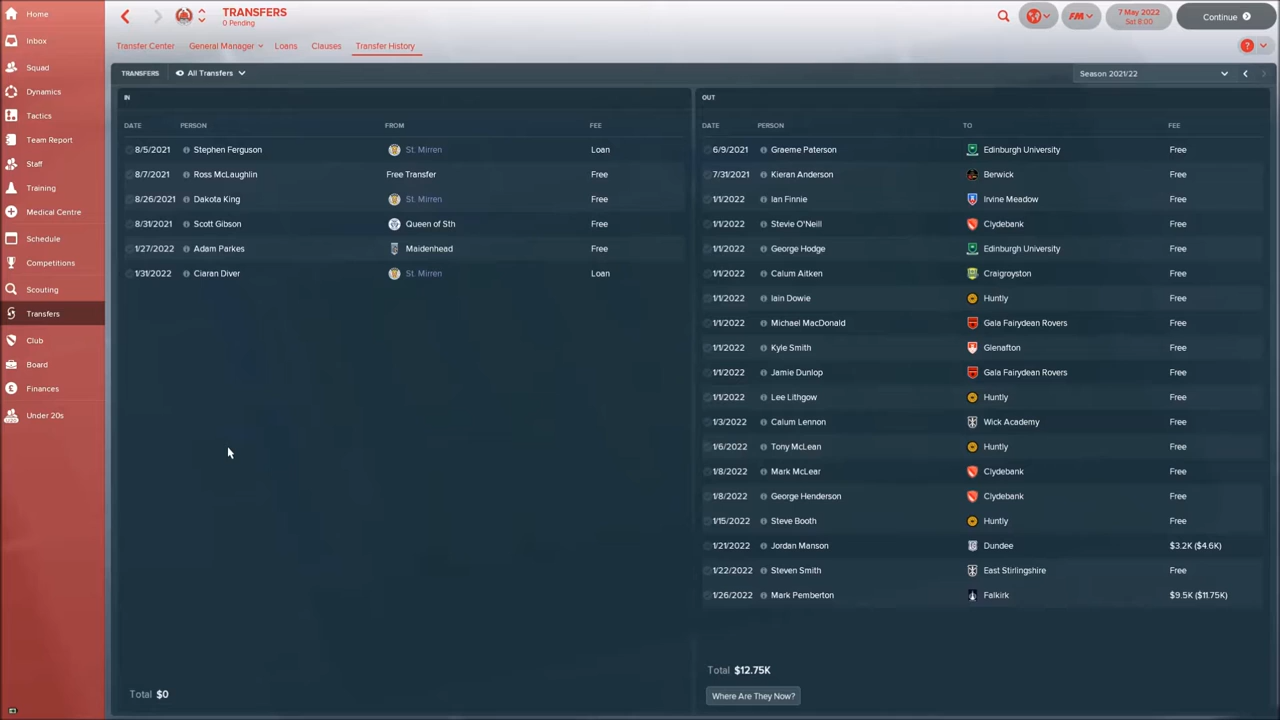 Home
TRANSFERS
0 Pending
7 May 2022
Sat 8:00
FM
Continue
Inbox
Transfer Center General Manager Loans Clauses Transfer History
?
Squad
TRANSFERS All Transfers Season 2021/22
Dynamics
IN OUT
Tactics
DATE PERSON FROM FEE DATE PERSON TO FEE
Team Report
8/5/2021 Stephen Ferguson St. Mirren Loan 6/9/2021 Graeme Paterson Edinburgh University Free
Staff
8/7/2021 Ross McLaughlin Free Transfer Free 7/31/2021 Kieran Anderson Berwick Free
Training
8/26/2021 Dakota King St. Mirren Free 1/1/2022 Ian Finnie Irvine Meadow Free
Medical Centre
8/31/2021 Scott Gibson Queen of Sth Free 1/1/2022 Stevie O'Neill Clydebank Free
Schedule
1/27/2022 Adam Parkes Maidenhead Free 1/1/2022 George Hodge Edinburgh University Free
Competitions
1/31/2022 Ciaran Diver St. Mirren Loan 1/1/2022 Calum Aitken Craigroyston Free
Scouting
1/1/2022 Iain Dowie Huntly Free
Transfers
1/1/2022 Michael MacDonald Gala Fairydean Rovers Free
Club
1/1/2022 Kyle Smith Glenafton Free
Board
1/1/2022 Jamie Dunlop Gala Fairydean Rovers Free
Finances
1/1/2022 Lee Lithgow Huntly Free
Under 20s
1/3/2022 Calum Lennon Wick Academy Free
1/6/2022 Tony McLean Huntly Free
1/8/2022 Mark McLear Clydebank Free
1/8/2022 George Henderson Clydebank Free
1/15/2022 Steve Booth Huntly Free
1/21/2022 Jordan Manson Dundee $3.2K ($4.6K)
1/22/2022 Steven Smith East Stirlingshire Free
1/26/2022 Mark Pemberton Falkirk $9.5K ($11.75K)
Total $12.75K
Total $0
Where Are They Now?